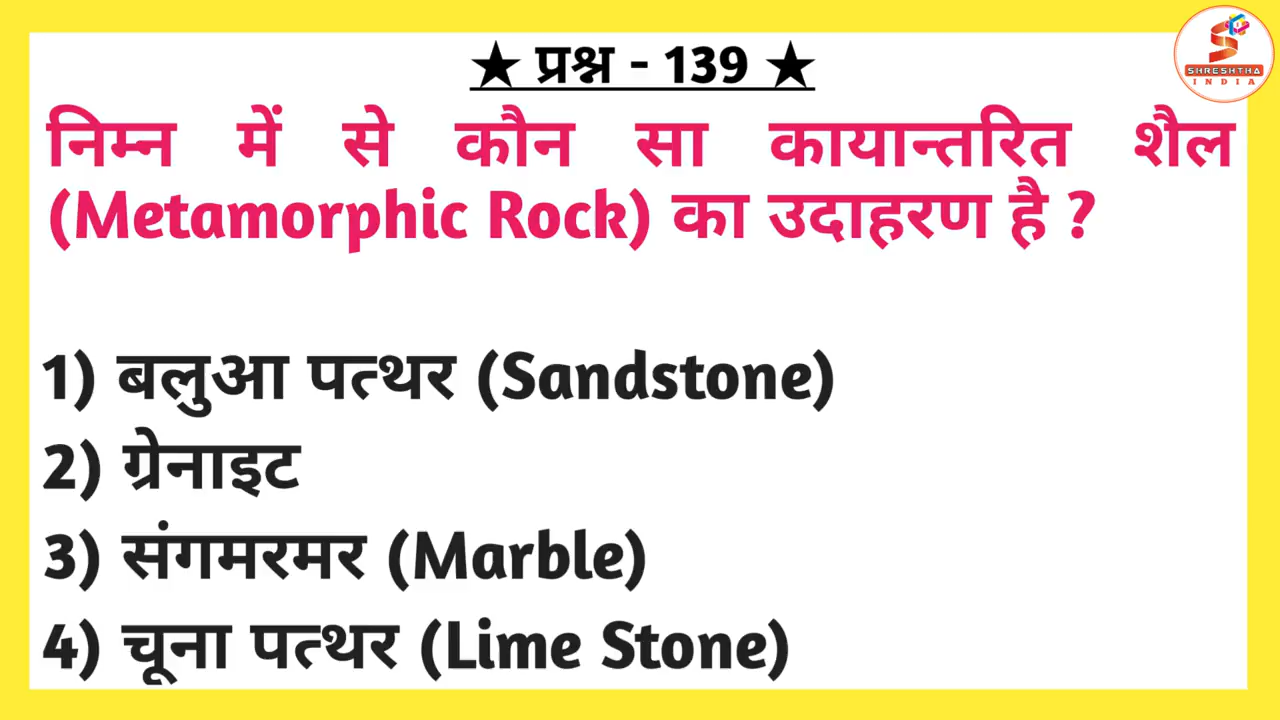 ★ प्रश्न - 139 ★
SHRESHTHA
INDIA
निम्न में से कौन सा कायान्तरित शैल
(Metamorphic Rock) का उदाहरण है ?
1) बलुआ पत्थर (Sandstone)
2) ग्रेनाइट
3) संगमरमर (Marble)
4) चूना पत्थर (Lime Stone)